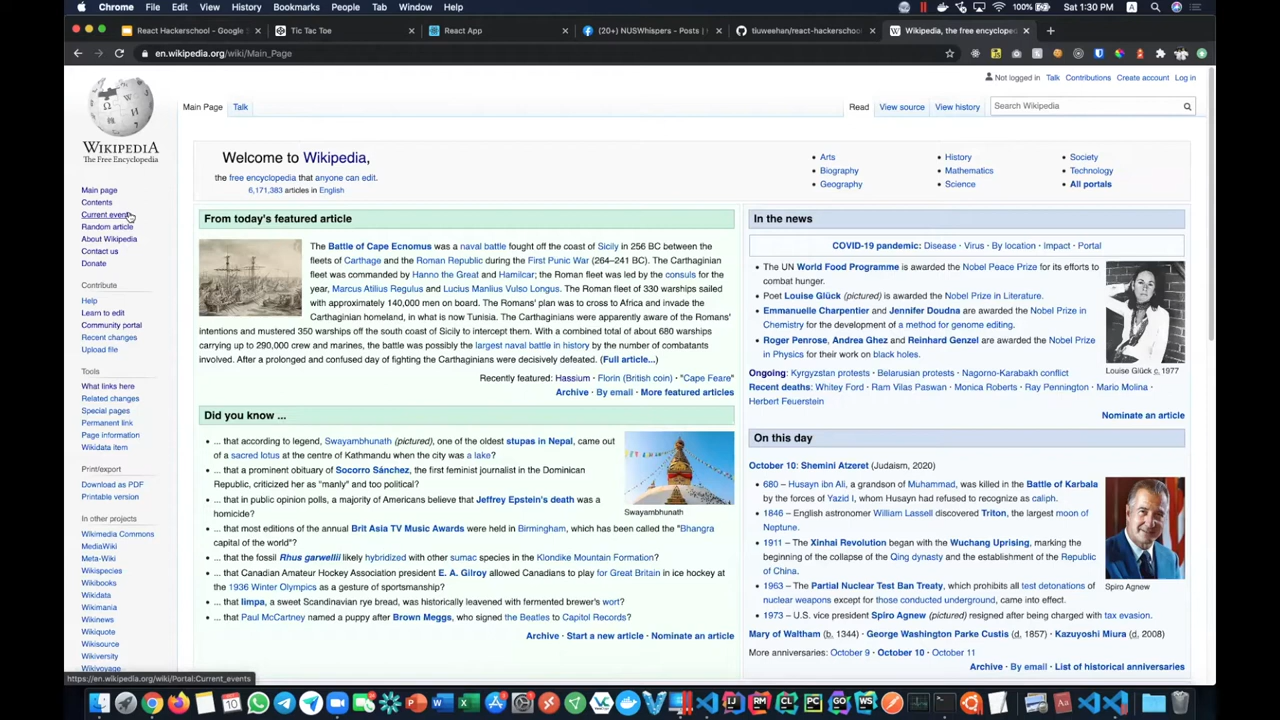 Chrome File Edit View History Bookmarks People Tab Window Help
100% Sat 1:30 PM
React Hackerschool - Google Tic Tac Toe React App (20+) NUSWhispers - Posts | tiuweehan/react-hackerschool Wikipedia, the free encycloped
en.wikipedia.org/wiki/Main_Page
WIKIPEDIA
The Free Encyclopedia
Main page
Contents
Current events
Random article
About Wikipedia
Contact us
Donate
Contribute
Help
Learn to edit
Community portal
Recent changes
Upload file
Tools
What links here
Related changes
Special pages
Permanent link
Page information
Wikidata item
Print/export
Download as PDF
Printable version
In other projects
Wikimedia Commons
MediaWiki
Meta-Wiki
Wikispecies
Wikibooks
Wikidata
Wikimania
Wikinews
Wikiquote
Wikisource
Wikiversity
Wikivoyage
Not logged in Talk Contributions Create account Log in
Main Page Talk
Read View source View history Search Wikipedia
Welcome to Wikipedia,
the free encyclopedia that anyone can edit.
6,171,383 articles in English
Arts
Biography
Geography
History
Mathematics
Science
Society
Technology
All portals
From today's featured article
The Battle of Cape Ecnomus was a naval battle fought off the coast of Sicily in 256 BC between the
fleets of Carthage and the Roman Republic during the First Punic War (264–241 BC). The Carthaginian
fleet was commanded by Hanno the Great and Hamilcar; the Roman fleet was led by the consuls for the
year, Marcus Atilius Regulus and Lucius Manlius Vulso Longus. The Roman fleet of 330 warships sailed
with approximately 140,000 men on board. The Romans' plan was to cross to Africa and invade the
Carthaginian homeland, in what is now Tunisia. The Carthaginians were apparently aware of the Romans'
intentions and mustered 350 warships off the south coast of Sicily to intercept them. With a combined total of about 680 warships
carrying up to 290,000 crew and marines, the battle was possibly the largest naval battle in history by the number of combatants
involved. After a prolonged and confused day of fighting the Carthaginians were decisively defeated. (Full article...)
Recently featured: Hassium · Florin (British coin) · "Cape Feare"
Archive · By email · More featured articles
Did you know ...
... that according to legend, Swayambhunath (pictured), one of the oldest stupas in Nepal, came out
of a sacred lotus at the centre of Kathmandu when the city was a lake?
... that a prominent obituary of Socorro Sánchez, the first feminist journalist in the Dominican
Republic, criticized her as "manly" and too political?
... that in public opinion polls, a majority of Americans believe that Jeffrey Epstein's death was a
homicide?
... that most editions of the annual Brit Asia TV Music Awards were held in Birmingham, which has been called the "Bhangra
capital of the world"?
... that the fossil Rhus garwellii likely hybridized with other sumac species in the Klondike Mountain Formation?
... that Canadian Amateur Hockey Association president E. A. Gilroy allowed Canadians to play for Great Britain in ice hockey at
the 1936 Winter Olympics as a gesture of sportsmanship?
... that limpa, a sweet Scandinavian rye bread, was historically leavened with fermented brewer's wort?
... that Paul McCartney named a puppy after Brown Meggs, who signed the Beatles to Capitol Records?
Swayambhunath
Archive · Start a new article · Nominate an article
In the news
COVID-19 pandemic: Disease · Virus · By location · Impact · Portal
The UN World Food Programme is awarded the Nobel Peace Prize for its efforts to
combat hunger.
Poet Louise Glück (pictured) is awarded the Nobel Prize in Literature.
Emmanuelle Charpentier and Jennifer Doudna are awarded the Nobel Prize in
Chemistry for the development of a method for genome editing.
Roger Penrose, Andrea Ghez and Reinhard Genzel are awarded the Nobel Prize
in Physics for their work on black holes.
Louise Glück c. 1977
Ongoing: Kyrgyzstan protests · Belarusian protests · Nagorno-Karabakh conflict
Recent deaths: Whitey Ford · Ram Vilas Paswan · Monica Roberts · Ray Pennington · Mario Molina ·
Herbert Feuerstein
Nominate an article
On this day
October 10: Shemini Atzeret (Judaism, 2020)
680 – Husayn ibn Ali, a grandson of Muhammad, was killed in the Battle of Karbala
by the forces of Yazid I, whom Husayn had refused to recognize as caliph.
1846 – English astronomer William Lassell discovered Triton, the largest moon of
Neptune.
1911 – The Xinhai Revolution began with the Wuchang Uprising, marking the
beginning of the collapse of the Qing dynasty and the establishment of the Republic
of China.
1963 – The Partial Nuclear Test Ban Treaty, which prohibits all test detonations of
nuclear weapons except for those conducted underground, came into effect.
1973 – U.S. vice president Spiro Agnew (pictured) resigned after being charged with tax evasion.
Spiro Agnew
Mary of Waltham (b. 1344) · George Washington Parke Custis (d. 1857) · Kazuyoshi Miura (d. 2008)
More anniversaries: October 9 · October 10 · October 11
Archive · By email · List of historical anniversaries
https://en.wikipedia.org/wiki/Portal:Current_events